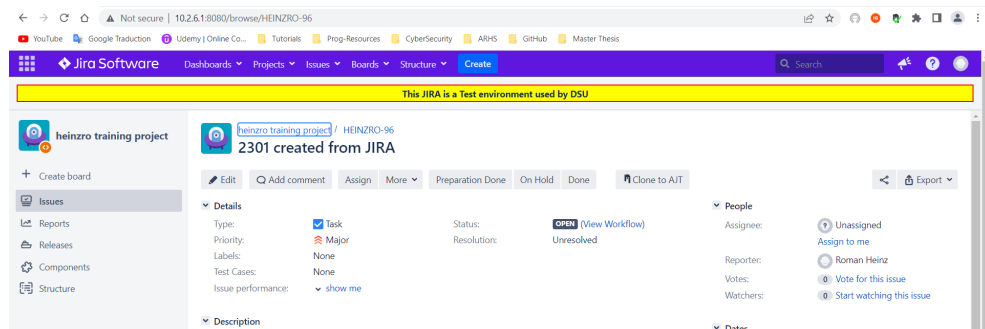 Not secure | 10.2.6.1:8080/browse/HEINZRO-96
YouTube Google Traduction Udemy | Online Co... Tutorials Prog-Resources CyberSecurity ARHS GitHub Master Thesis
Jira Software Dashboards Projects Issues Boards Structure Create Search
This JIRA is a Test environment used by DSU
heinzro training project
heinzro training project / HEINZRO-96
2301 created from JIRA
Create board
Issues
Reports
Releases
Components
Structure
Edit Add comment Assign More Preparation Done On Hold Done Clone to AJT Export
Details
Type: Task Status: OPEN (View Workflow)
Priority: Major Resolution: Unresolved
Labels: None
Test Cases: None
Issue performance: show me
Description
People
Assignee: Unassigned
Assign to me
Reporter: Roman Heinz
Votes: 0 Vote for this issue
Watchers: 0 Start watching this issue
Dates